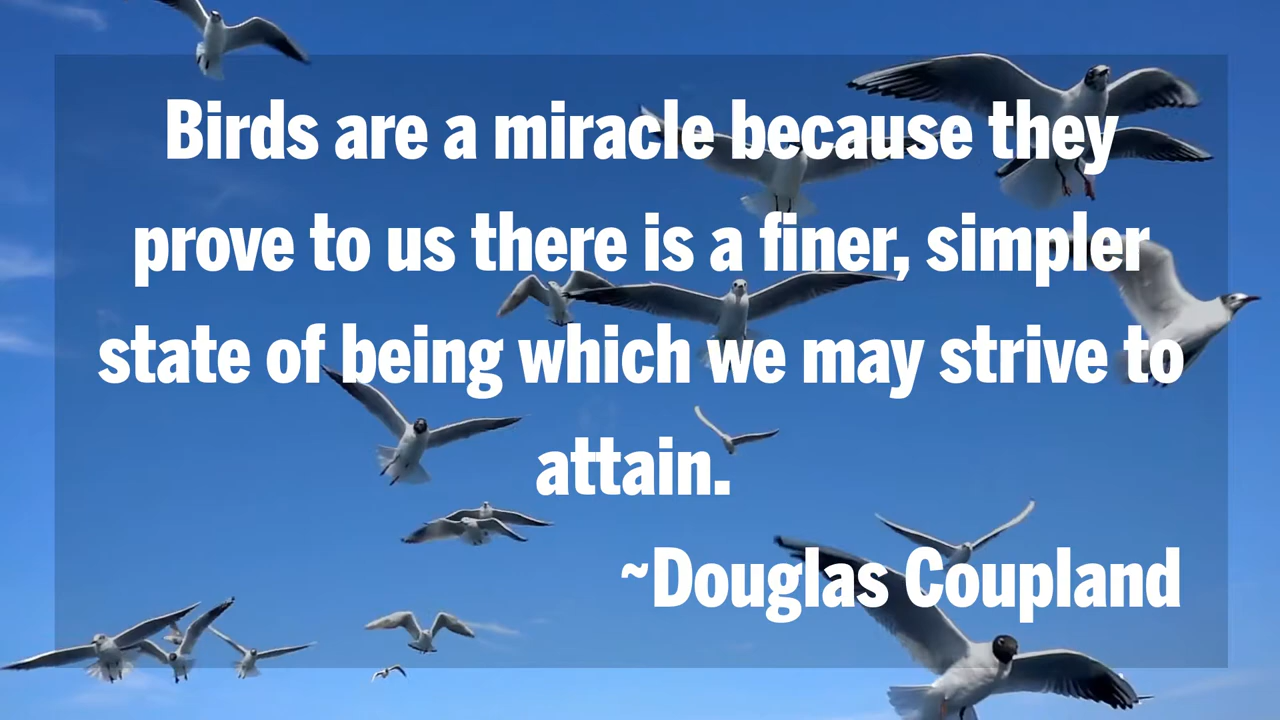 Birds are a miracle because they
prove to us there is a finer, simpler
state of being which we may strive to
attain.
~Douglas Coupland